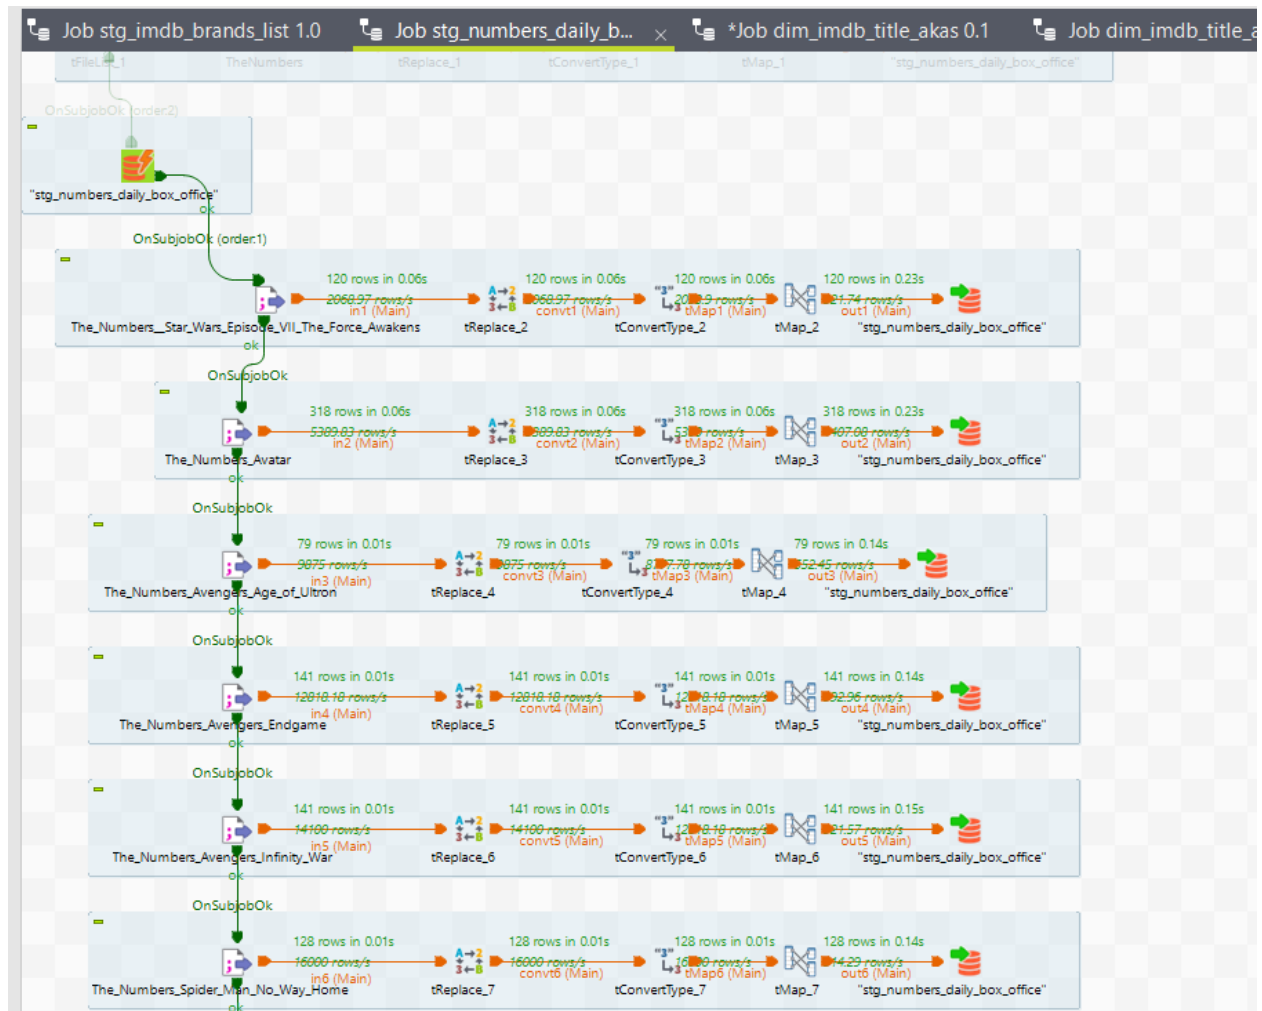 Job stg_imdb_brands_list 1.0
Job stg_numbers_daily_b...
*Job dim_imdb_title_akas 0.1
Job dim_imdb_title_a
TheNumbers
tReplace_1
tConvertType_1
tMap_1
"stg_numbers_daily_box_office"
OnSubjobOk (order:2)
"stg_numbers_daily_box_office"
ok
OnSubjobOk (order:1)
120 rows in 0.06s
120 rows in 0.06s
120 rows in 0.06s
120 rows in 0.23s
2068.97 rows/s
in1 (Main)
convt1 (Main)
tMap1 (Main)
out1 (Main)
The_Numbers__Star_Wars_Episode_VII_The_Force_Awakens
tReplace_2
tConvertType_2
tMap_2
"stg_numbers_daily_box_office"
ok
OnSubjobOk
318 rows in 0.06s
318 rows in 0.06s
318 rows in 0.06s
318 rows in 0.23s
5389.83 rows/s
in2 (Main)
convt2 (Main)
tMap2 (Main)
out2 (Main)
The_Numbers_Avatar
tReplace_3
tConvertType_3
tMap_3
"stg_numbers_daily_box_office"
ok
OnSubjobOk
79 rows in 0.01s
79 rows in 0.01s
79 rows in 0.01s
79 rows in 0.14s
9875 rows/s
in3 (Main)
convt3 (Main)
tMap3 (Main)
out3 (Main)
The_Numbers_Avengers_Age_of_Ultron
tReplace_4
tConvertType_4
tMap_4
"stg_numbers_daily_box_office"
ok
OnSubjobOk
141 rows in 0.01s
141 rows in 0.01s
141 rows in 0.01s
141 rows in 0.14s
12818.18 rows/s
12818.18 rows/s
in4 (Main)
convt4 (Main)
tMap4 (Main)
out4 (Main)
The_Numbers_Avengers_Endgame
tReplace_5
tConvertType_5
tMap_5
"stg_numbers_daily_box_office"
ok
OnSubjobOk
141 rows in 0.01s
141 rows in 0.01s
141 rows in 0.01s
141 rows in 0.15s
14100 rows/s
14100 rows/s
in5 (Main)
convt5 (Main)
tMap5 (Main)
out5 (Main)
The_Numbers_Avengers_Infinity_War
tReplace_6
tConvertType_6
tMap_6
"stg_numbers_daily_box_office"
ok
OnSubjobOk
128 rows in 0.01s
128 rows in 0.01s
128 rows in 0.01s
128 rows in 0.14s
16000 rows/s
16000 rows/s
in6 (Main)
convt6 (Main)
tMap6 (Main)
out6 (Main)
The_Numbers_Spider_Man_No_Way_Home
tReplace_7
tConvertType_7
tMap_7
"stg_numbers_daily_box_office"
ok